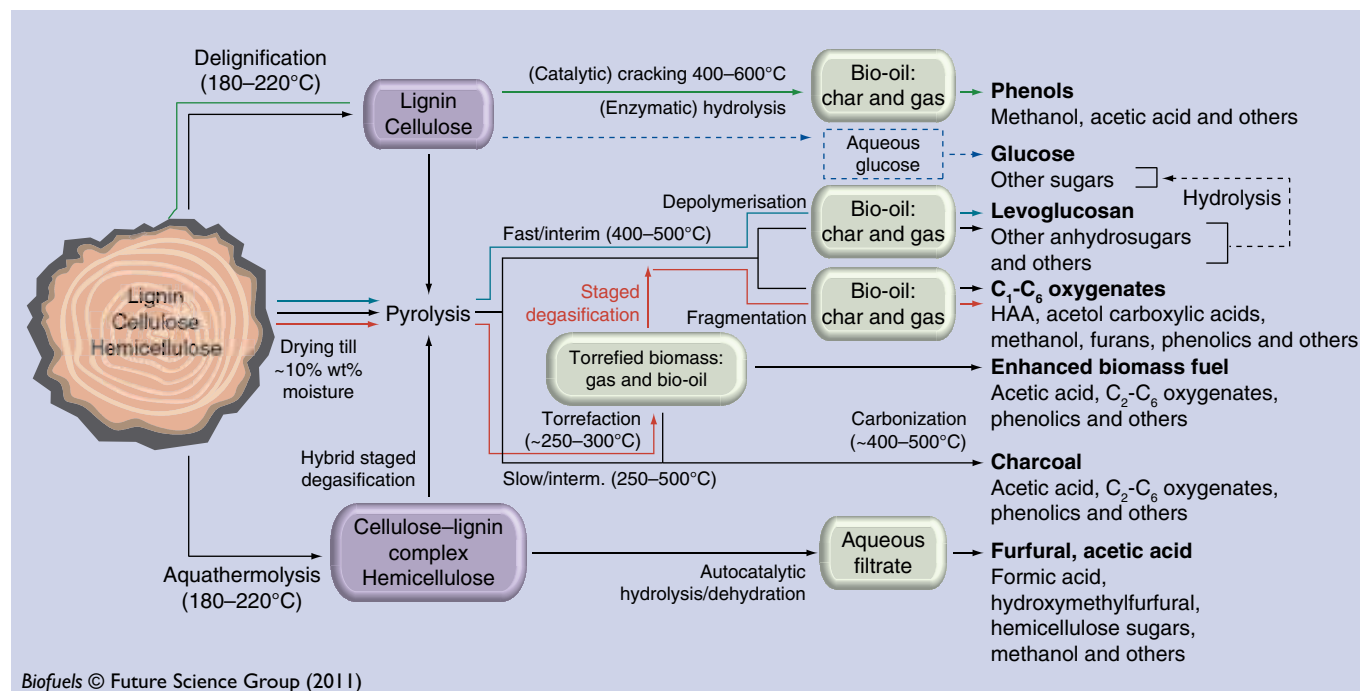 Delignification
(180–220°C)
Lignin
Cellulose
(Catalytic) cracking 400–600°C
(Enzymatic) hydrolysis
Bio-oil:
char and gas
Phenols
Methanol, acetic acid and others
Aqueous
glucose
Glucose
Other sugars
Hydrolysis
Depolymerisation
Fast/interim (400–500°C)
Bio-oil:
char and gas
Levoglucosan
Other anhydrosugars
and others
Lignin
Cellulose
Hemicellulose
Drying till
~10% wt%
moisture
Pyrolysis
Staged
degasification
Fragmentation
Bio-oil:
char and gas
C₁-C₆ oxygenates
HAA, acetol carboxylic acids,
methanol, furans, phenolics and others
Torrefied biomass:
gas and bio-oil
Enhanced biomass fuel
Acetic acid, C₂-C₆ oxygenates,
phenolics and others
Torrefaction
(~250–300°C)
Carbonization
(~400–500°C)
Hybrid staged
degasification
Slow/interm. (250–500°C)
Charcoal
Acetic acid, C₂-C₆ oxygenates,
phenolics and others
Aquathermolysis
(180–220°C)
Cellulose–lignin
complex
Hemicellulose
Autocatalytic
hydrolysis/dehydration
Aqueous
filtrate
Furfural, acetic acid
Formic acid,
hydroxymethylfurfural,
hemicellulose sugars,
methanol and others
Biofuels © Future Science Group (2011)